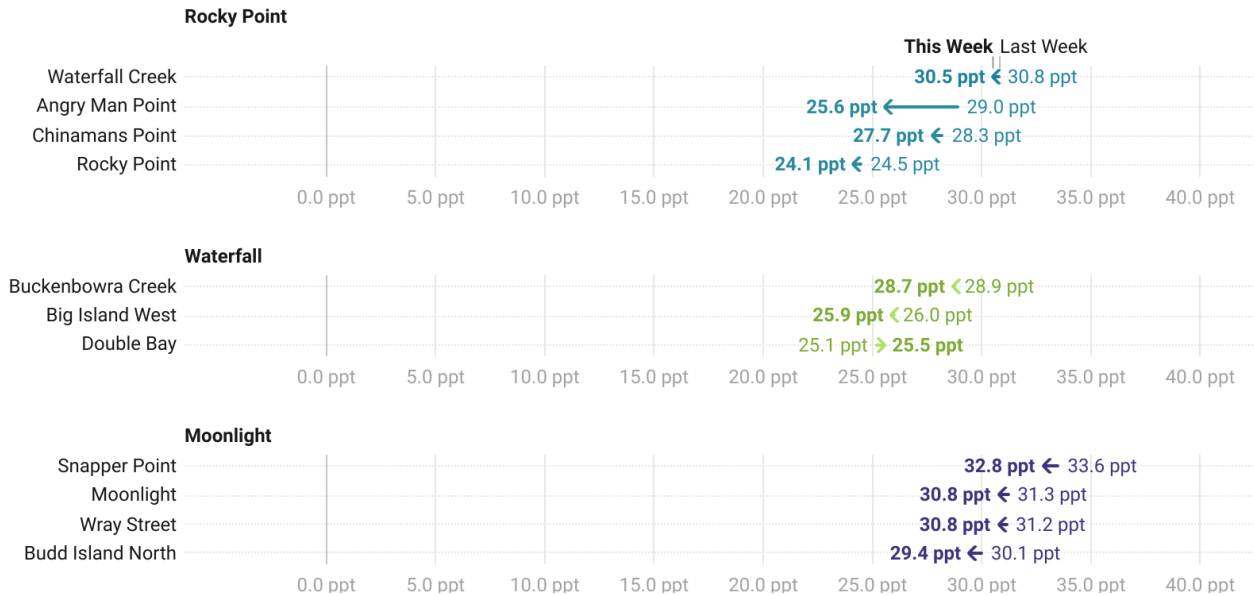 Rocky Point
This Week Last Week
Waterfall Creek 30.5 ppt 30.8 ppt
Angry Man Point 25.6 ppt 29.0 ppt
Chinamans Point 27.7 ppt 28.3 ppt
Rocky Point 24.1 ppt 24.5 ppt
0.0 ppt 5.0 ppt 10.0 ppt 15.0 ppt 20.0 ppt 25.0 ppt 30.0 ppt 35.0 ppt 40.0 ppt
Waterfall
Buckenbowra Creek 28.7 ppt 28.9 ppt
Big Island West 25.9 ppt 26.0 ppt
Double Bay 25.1 ppt 25.5 ppt
0.0 ppt 5.0 ppt 10.0 ppt 15.0 ppt 20.0 ppt 25.0 ppt 30.0 ppt 35.0 ppt 40.0 ppt
Moonlight
Snapper Point 32.8 ppt 33.6 ppt
Moonlight 30.8 ppt 31.3 ppt
Wray Street 30.8 ppt 31.2 ppt
Budd Island North 29.4 ppt 30.1 ppt
0.0 ppt 5.0 ppt 10.0 ppt 15.0 ppt 20.0 ppt 25.0 ppt 30.0 ppt 35.0 ppt 40.0 ppt